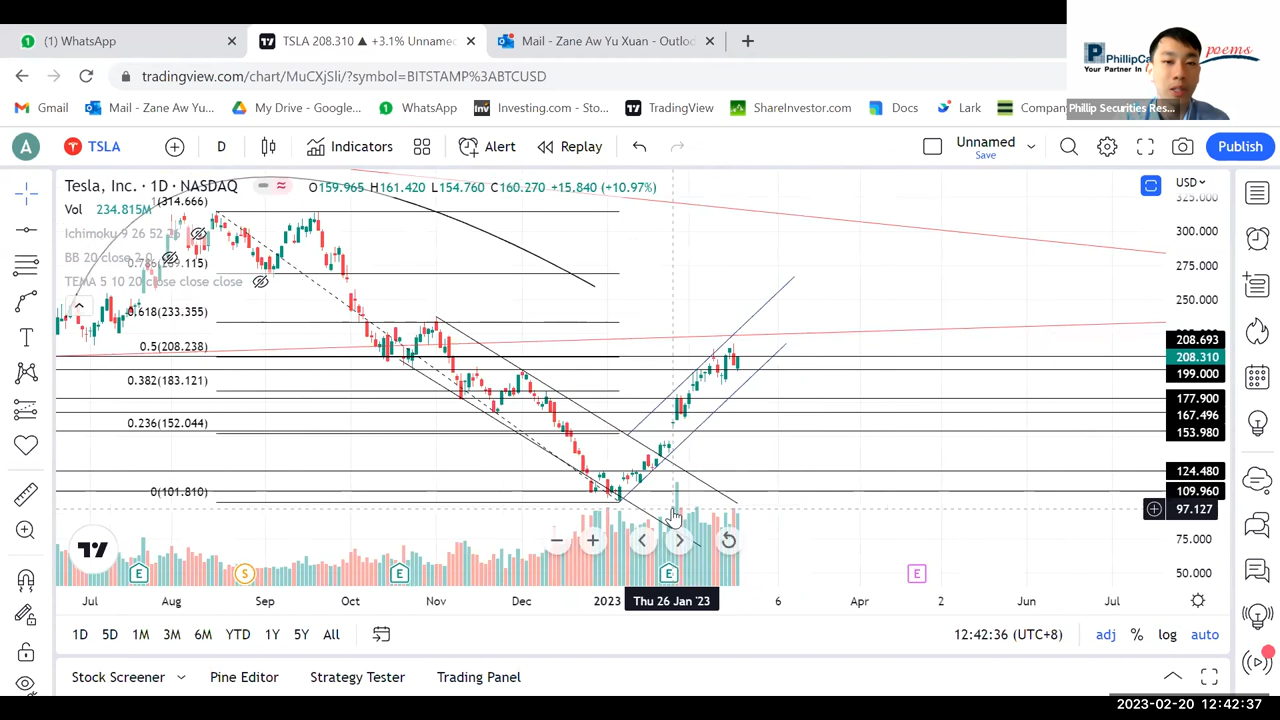 (1) WhatsApp
TSLA 208.310 ▲ +3.1% Unname
Mail - Zane Aw Yu Xuan - Outlo
PhillipCa
Your Partner In
poems
tradingview.com/chart/MuCXjSli/?symbol=BITSTAMP%3ABTCUSD
Gmail
Mail - Zane Aw Yu...
My Drive - Google...
WhatsApp
Investing.com - Sto...
TradingView
ShareInvestor.com
Docs
Lark
Compan
Phillip Securities Res...
A
TSLA
D
Indicators
Alert
Replay
Unnamed
Save
Publish
Tesla, Inc. · 1D · NASDAQ
O159.965 H161.420 L154.760 C160.270 +15.840 (+10.97%)
USD
Vol 234.815M
1(314.666)
Ichimoku 9 26 52 26
BB 20 close 2 0
TEMA 5 10 20 close close close
0.618(233.355)
0.5(208.238)
0.382(183.121)
0.236(152.044)
0(101.810)
325.000
300.000
275.000
250.000
208.693
208.310
199.000
177.900
167.496
153.980
124.480
109.960
97.127
75.000
50.000
E
S
E
E
E
Jul
Aug
Sep
Oct
Nov
Dec
2023
Thu 26 Jan '23
6
Apr
2
Jun
Jul
1D
5D
1M
3M
6M
YTD
1Y
5Y
All
12:42:36 (UTC+8)
adj
%
log
auto
Stock Screener
Pine Editor
Strategy Tester
Trading Panel
2023-02-20 12:42:37